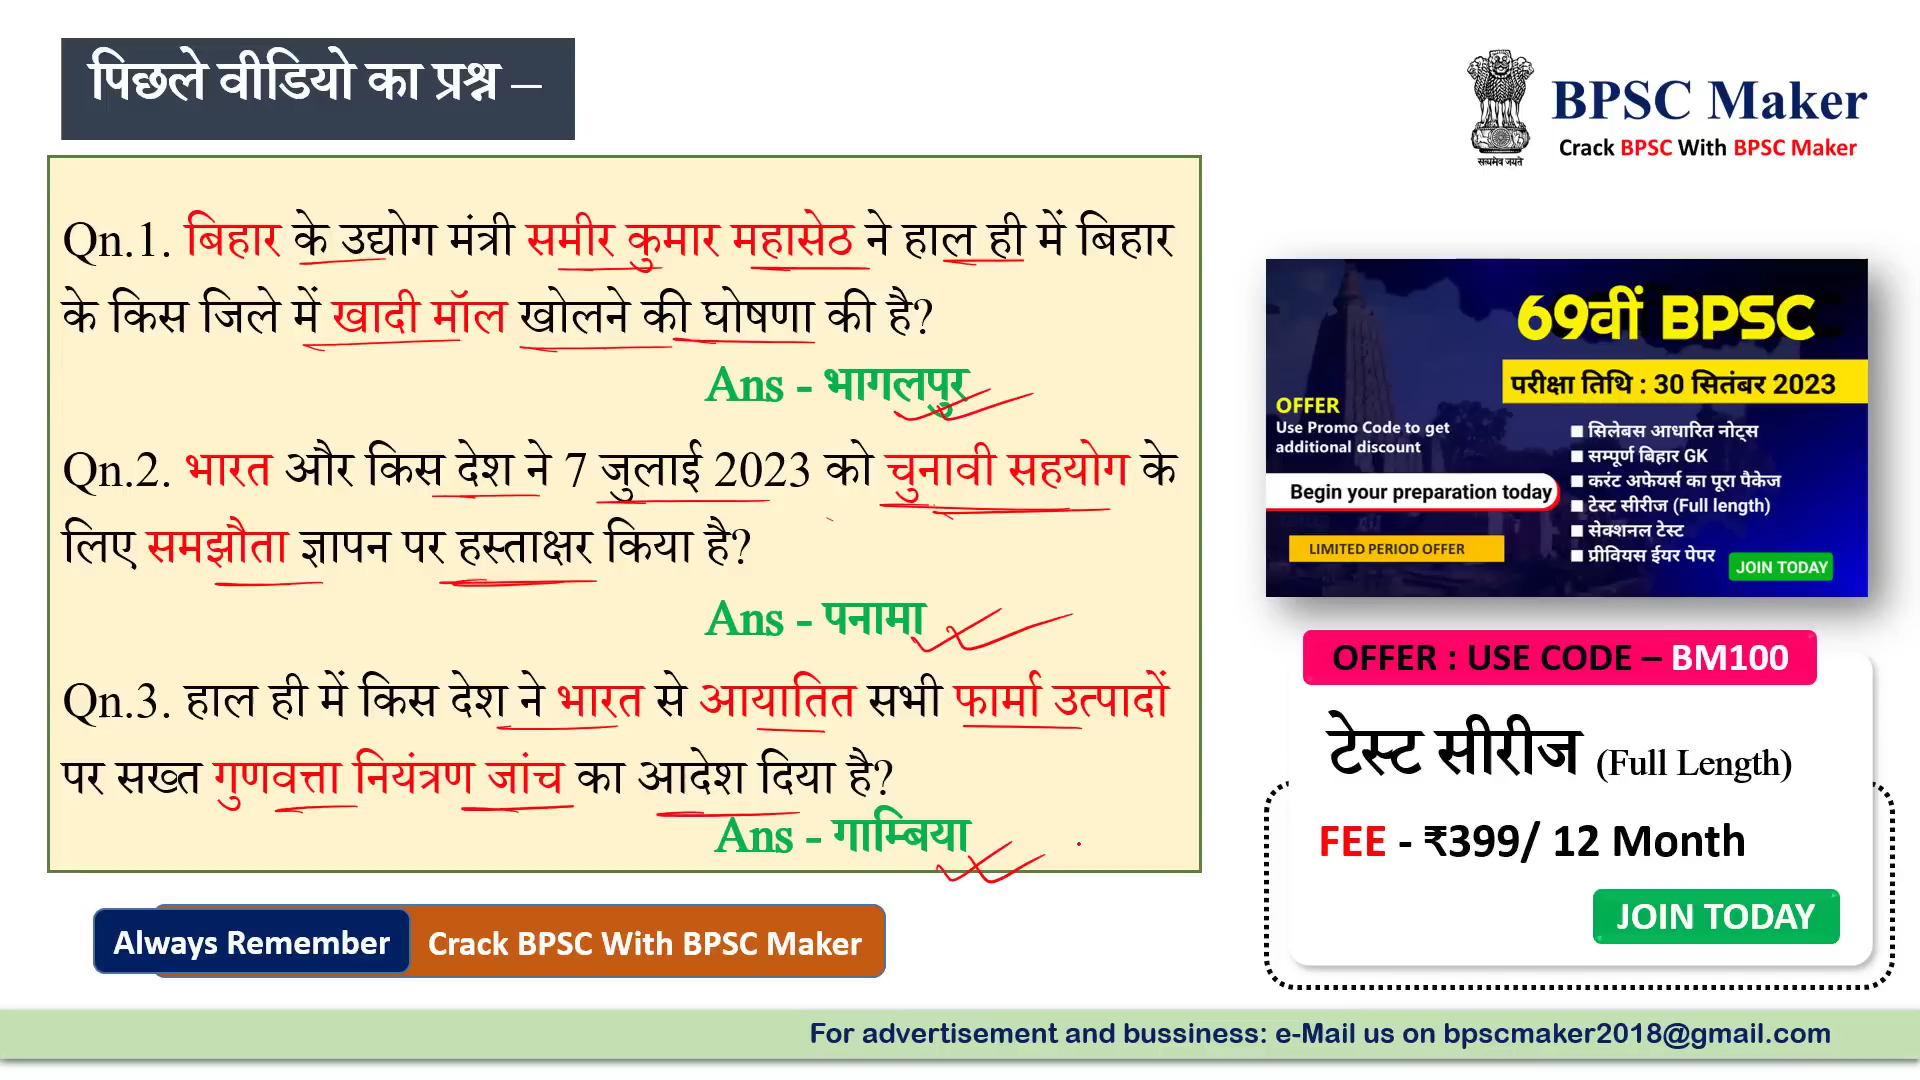 पिछले वीडियो का प्रश्न –
सत्यमेव जयते
BPSC Maker
Crack BPSC With BPSC Maker
Qn.1. बिहार के उद्योग मंत्री समीर कुमार महासेठ ने हाल ही में बिहार
के किस जिले में खादी मॉल खोलने की घोषणा की है?
Ans - भागलपुर
Qn.2. भारत और किस देश ने 7 जुलाई 2023 को चुनावी सहयोग के
लिए समझौता ज्ञापन पर हस्ताक्षर किया है?
Ans - पनामा
Qn.3. हाल ही में किस देश ने भारत से आयातित सभी फार्मा उत्पादों
पर सख्त गुणवत्ता नियंत्रण जांच का आदेश दिया है?
Ans - गाम्बिया
Always Remember
Crack BPSC With BPSC Maker
69वीं BPSC
परीक्षा तिथि : 30 सितंबर 2023
OFFER
Use Promo Code to get
additional discount
Begin your preparation today
LIMITED PERIOD OFFER
■ सिलेबस आधारित नोट्स
■ सम्पूर्ण बिहार GK
■ करंट अफेयर्स का पूरा पैकेज
■ टेस्ट सीरीज (Full length)
■ सेक्शनल टेस्ट
■ प्रीवियस ईयर पेपर
JOIN TODAY
OFFER : USE CODE – BM100
टेस्ट सीरीज (Full Length)
FEE - ₹399/ 12 Month
JOIN TODAY
For advertisement and bussiness: e-Mail us on bpscmaker2018@gmail.com